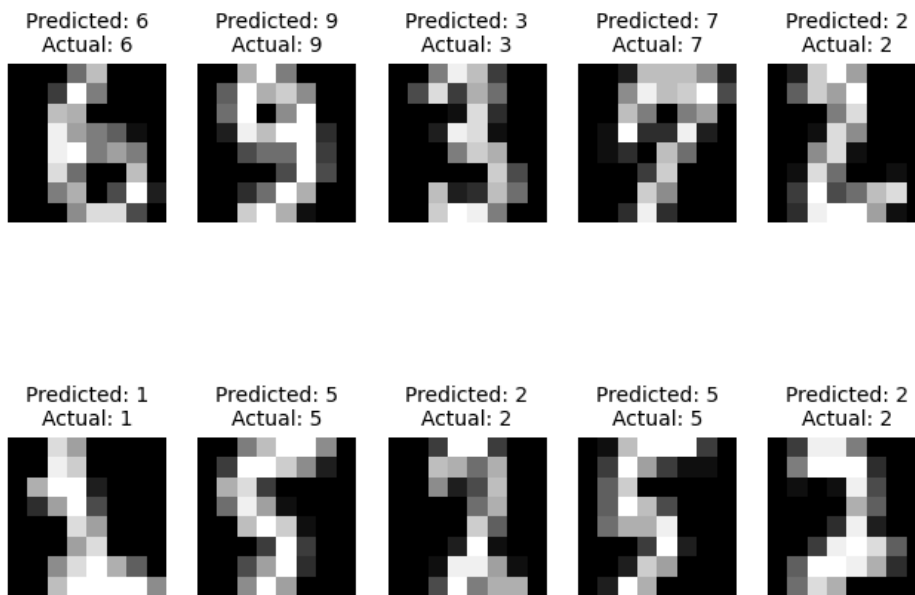 Predicted: 6
Actual: 6
Predicted: 9
Actual: 9
Predicted: 3
Actual: 3
Predicted: 7
Actual: 7
Predicted: 2
Actual: 2
Predicted: 1
Actual: 1
Predicted: 5
Actual: 5
Predicted: 2
Actual: 2
Predicted: 5
Actual: 5
Predicted: 2
Actual: 2